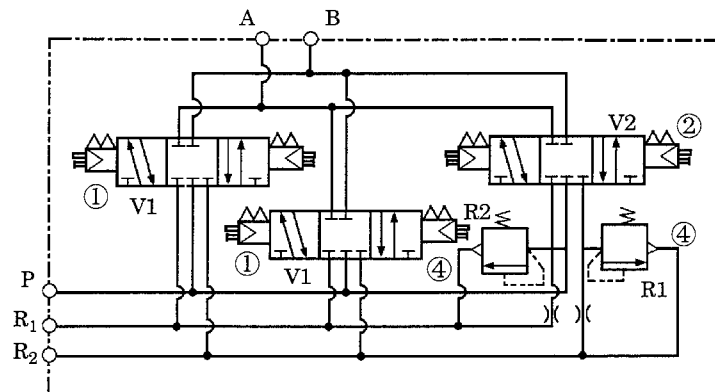 A B
V2 ②
① V1
R2
① V1 ④ ④
P R1
R₁
R₂